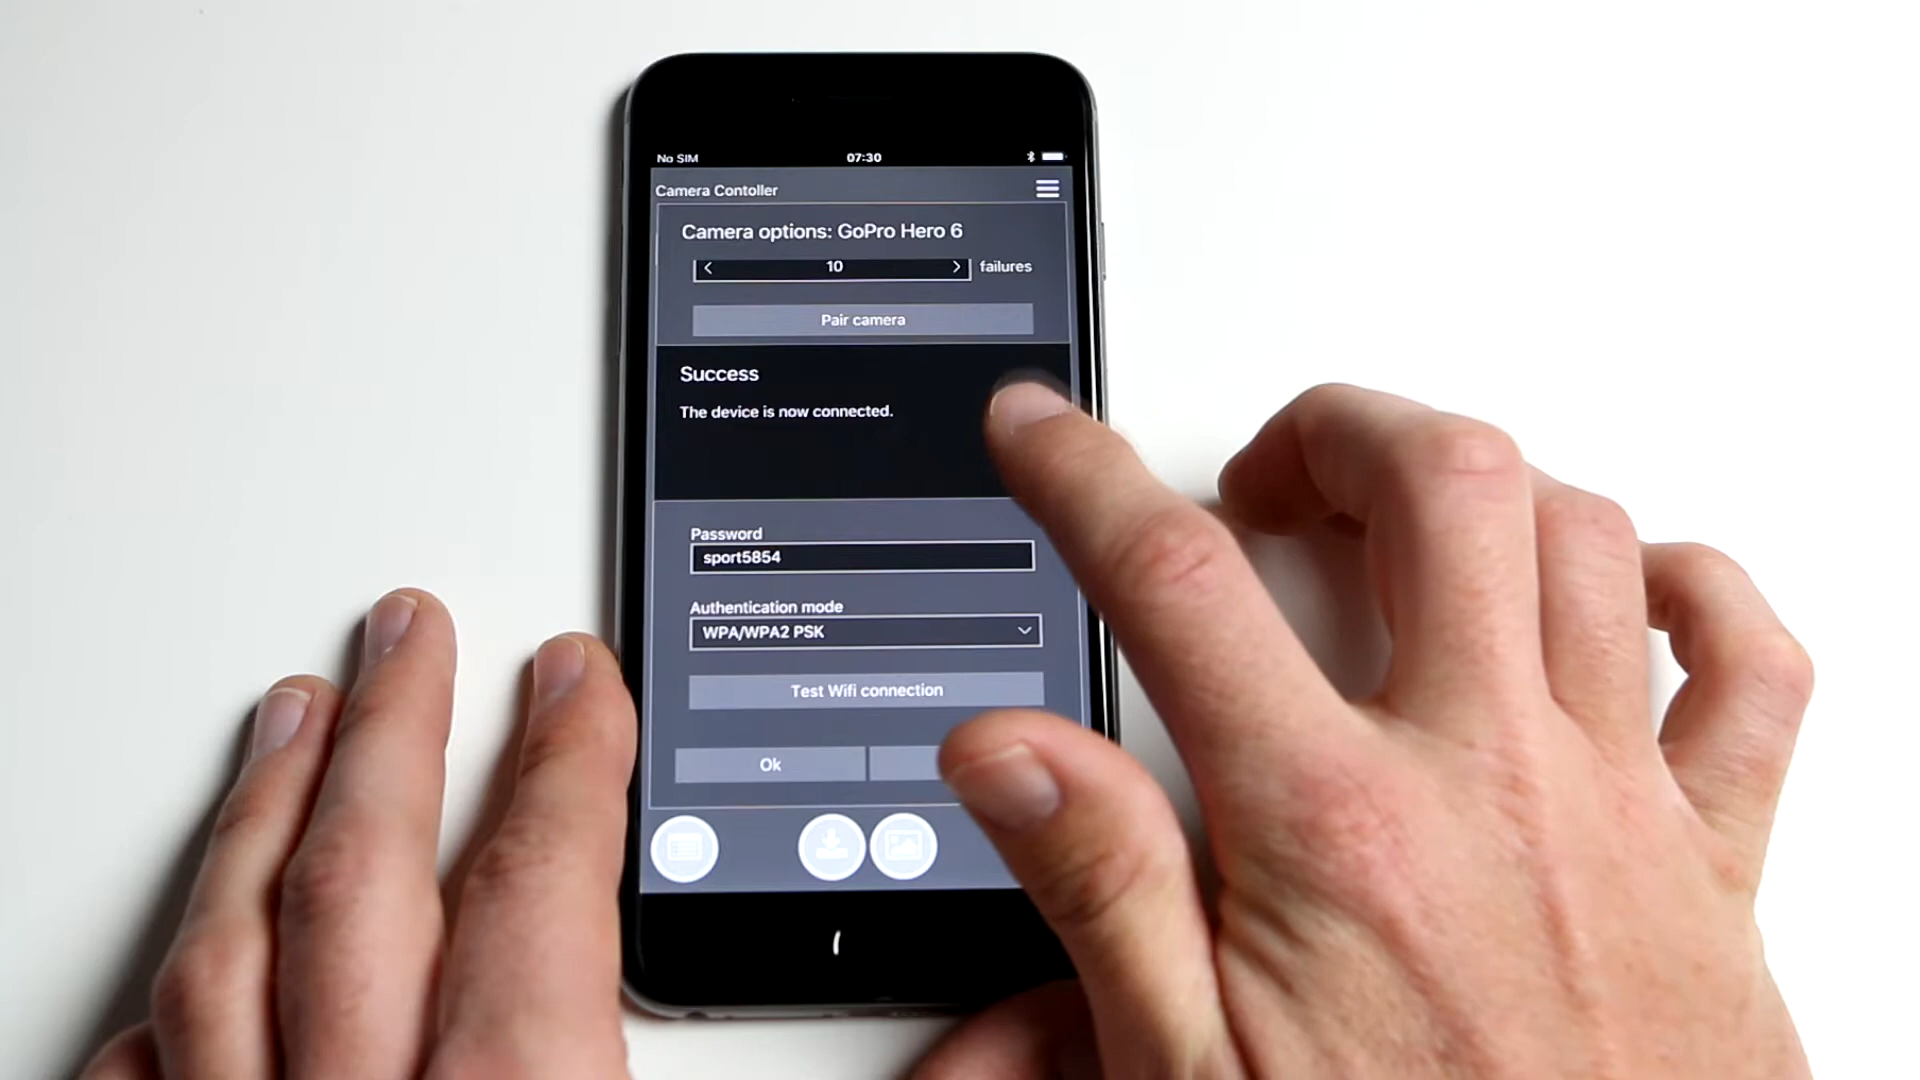 No SIM 07:30
Camera Contoller
Camera options: GoPro Hero 6
10 failures
Pair camera
Success
The device is now connected.
Password
sport5854
Authentication mode
WPA/WPA2 PSK
Test Wifi connection
Ok